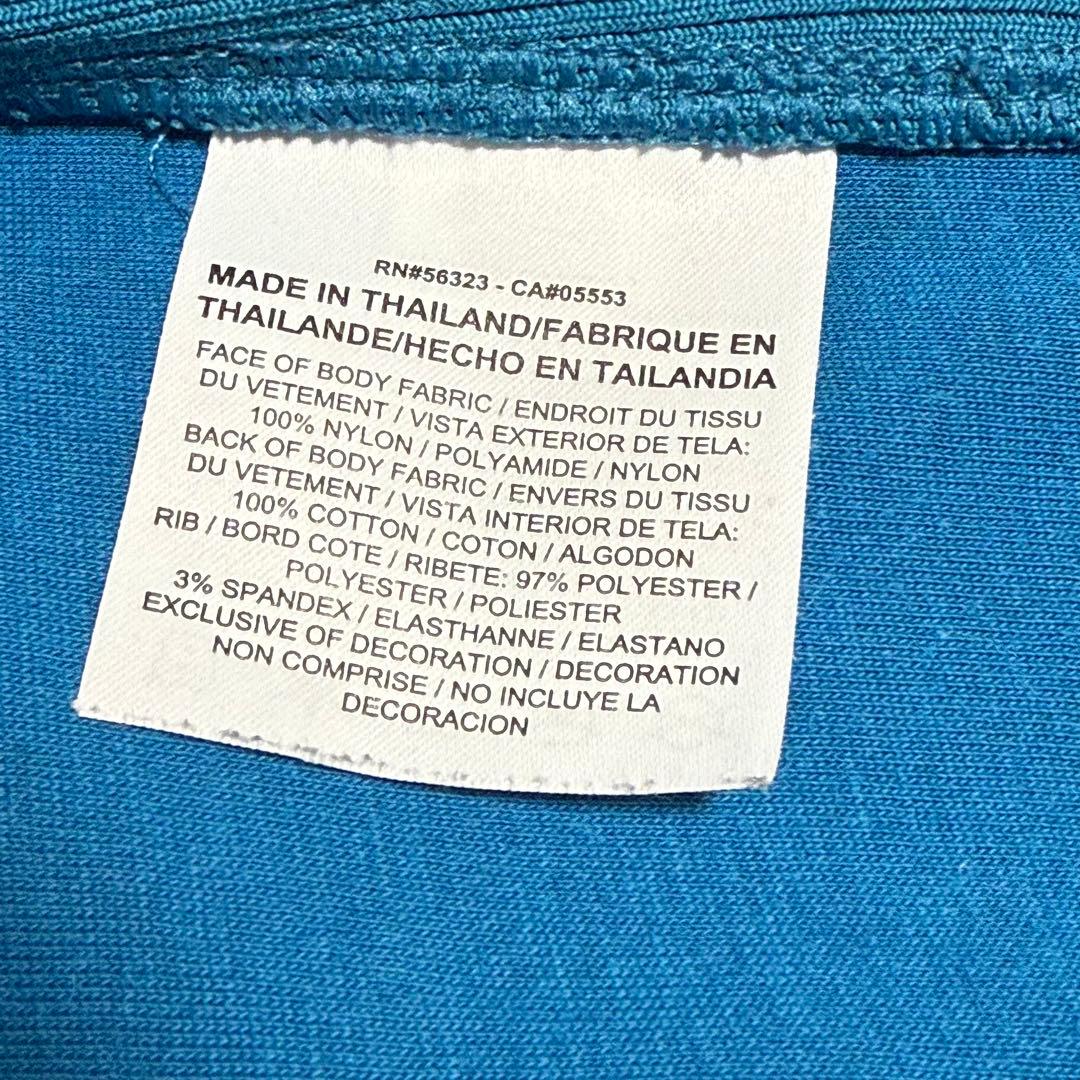 RN#56323 - CA#05553
MADE IN THAILAND/FABRIQUE EN
THAILANDE/HECHO EN TAILANDIA
FACE OF BODY FABRIC / ENDROIT DU TISSU
DU VETEMENT / VISTA EXTERIOR DE TELA:
100% NYLON / POLYAMIDE / NYLON
BACK OF BODY FABRIC / ENVERS DU TISSU
DU VETEMENT / VISTA INTERIOR DE TELA:
100% COTTON / COTON / ALGODON
RIB / BORD COTE / RIBETE: 97% POLYESTER /
POLYESTER / POLIESTER
3% SPANDEX / ELASTHANNE / ELASTANO
EXCLUSIVE OF DECORATION / DECORATION
NON COMPRISE / NO INCLUYE LA
DECORACION